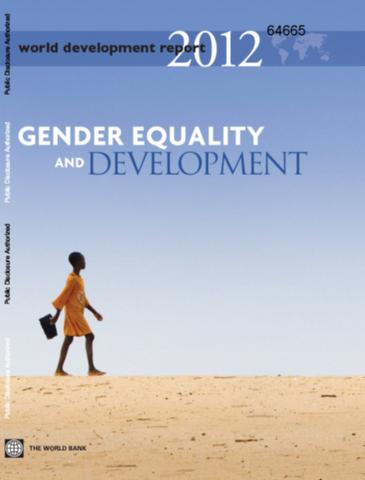 64665
world development report 2012
GENDER EQUALITY
AND DEVELOPMENT
THE WORLD BANK
Public Disclosure Authorized
Public Disclosure Authorized
Public Disclosure Authorized
Public Disclosure Authorized